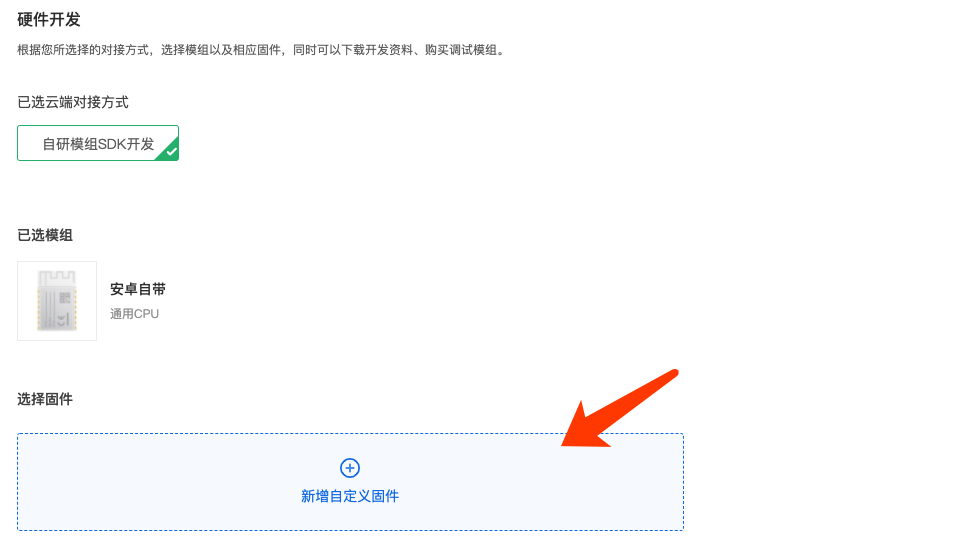 硬件开发
根据您所选择的对接方式，选择模组以及相应固件，同时可以下载开发资料、购买调试模组。
已选云端对接方式
自研模组SDK开发
已选模组
安卓自带
通用CPU
选择固件
新增自定义固件